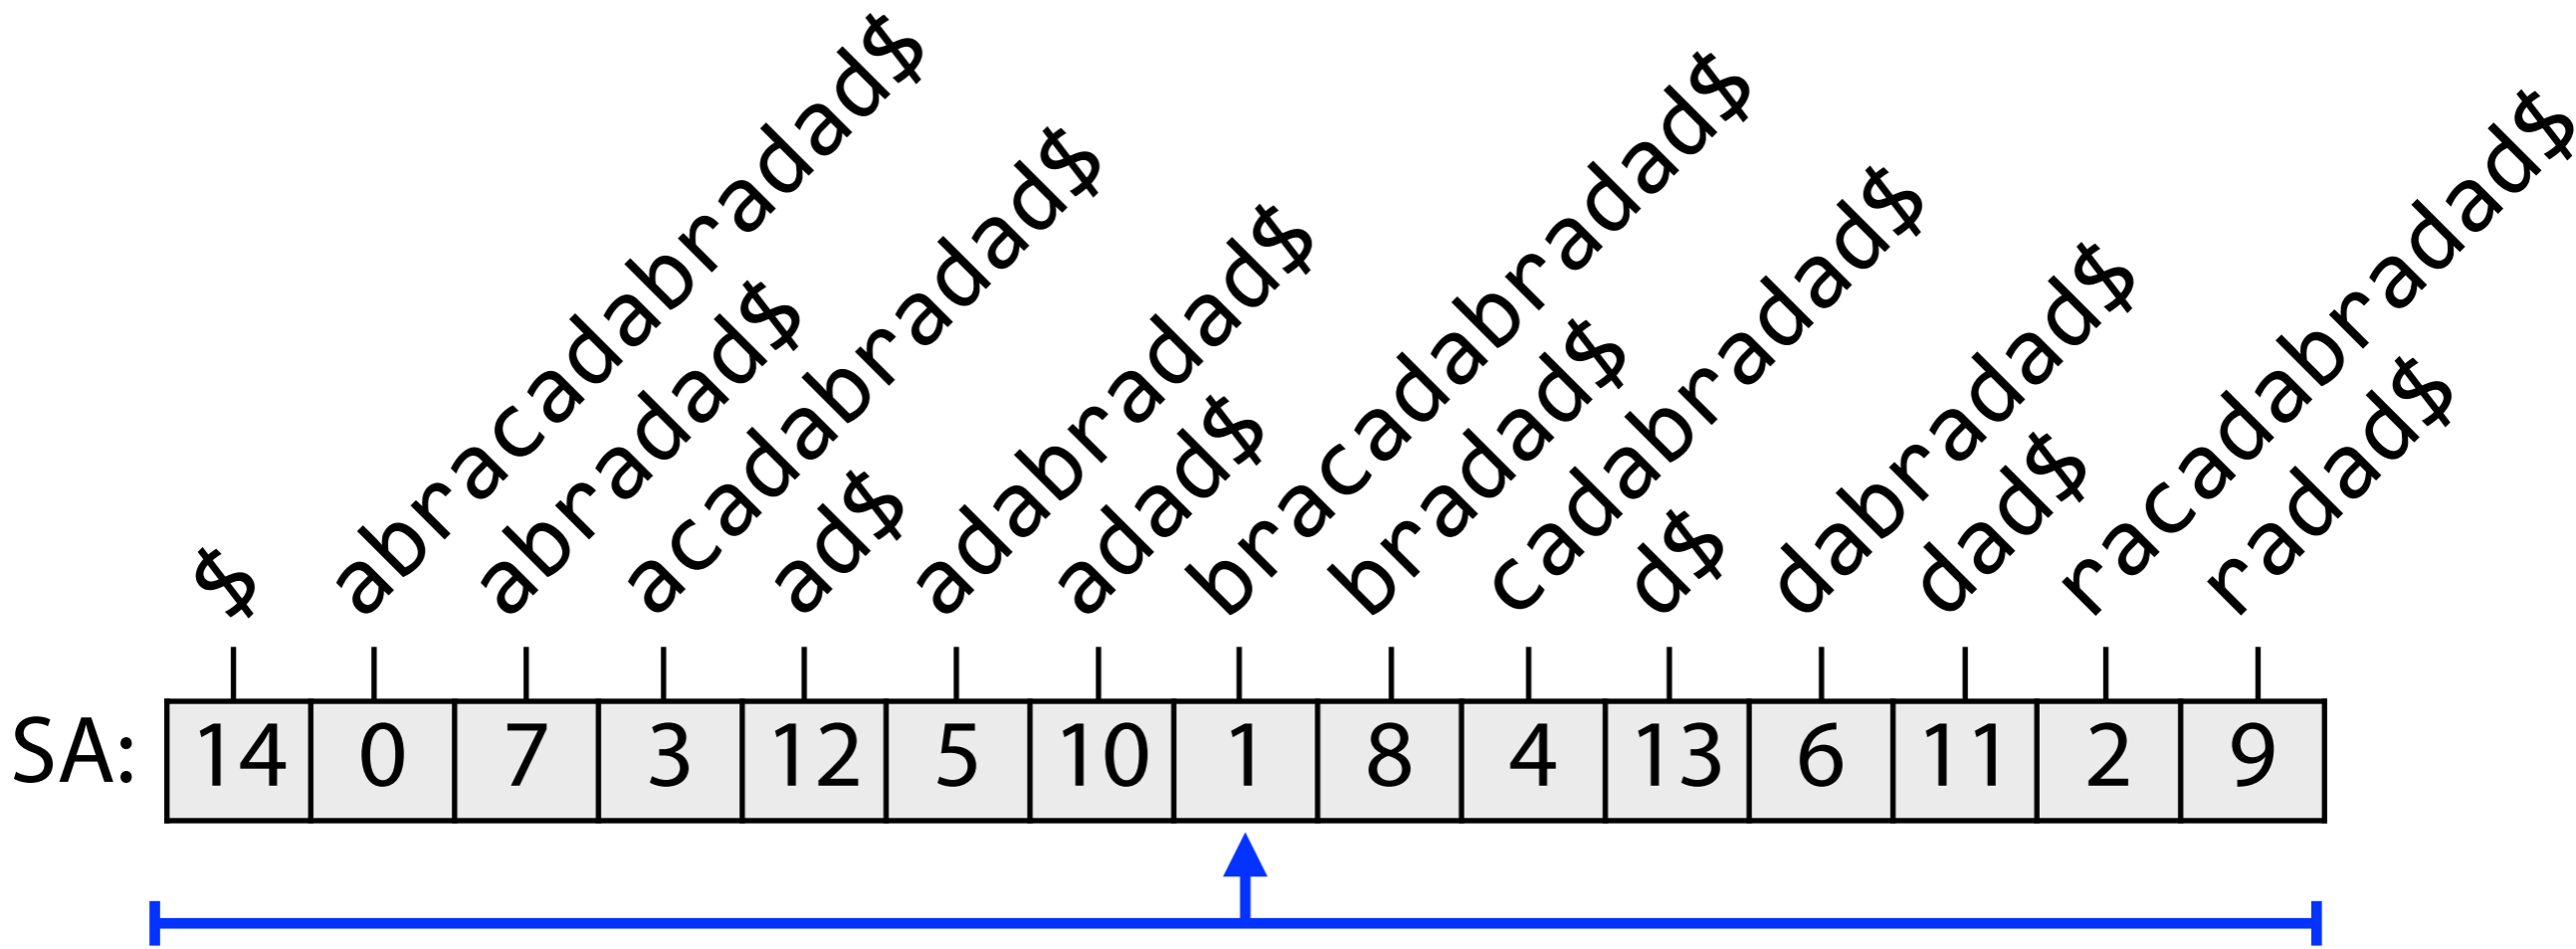 $
abracadabradad$
abradad$
acadabradad$
ad$
adabradad$
adad$
bracadabradad$
bradad$
cadabradad$
d$
dabradad$
dad$
racadabradad$
radad$
SA: 14 0 7 3 12 5 10 1 8 4 13 6 11 2 9